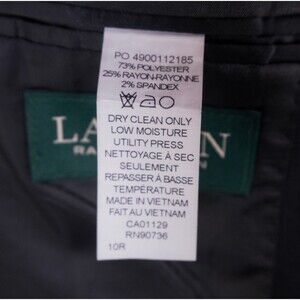 PO 4900112185
73% POLYESTER
25% RAYON-RAYONNE
2% SPANDEX
DRY CLEAN ONLY
LOW MOISTURE
UTILITY PRESS
NETTOYAGE À SEC
SEULEMENT
REPASSER À BASSE
TEMPÉRATURE
MADE IN VIETNAM
FAIT AU VIETNAM
CA01129
RN90736
10R